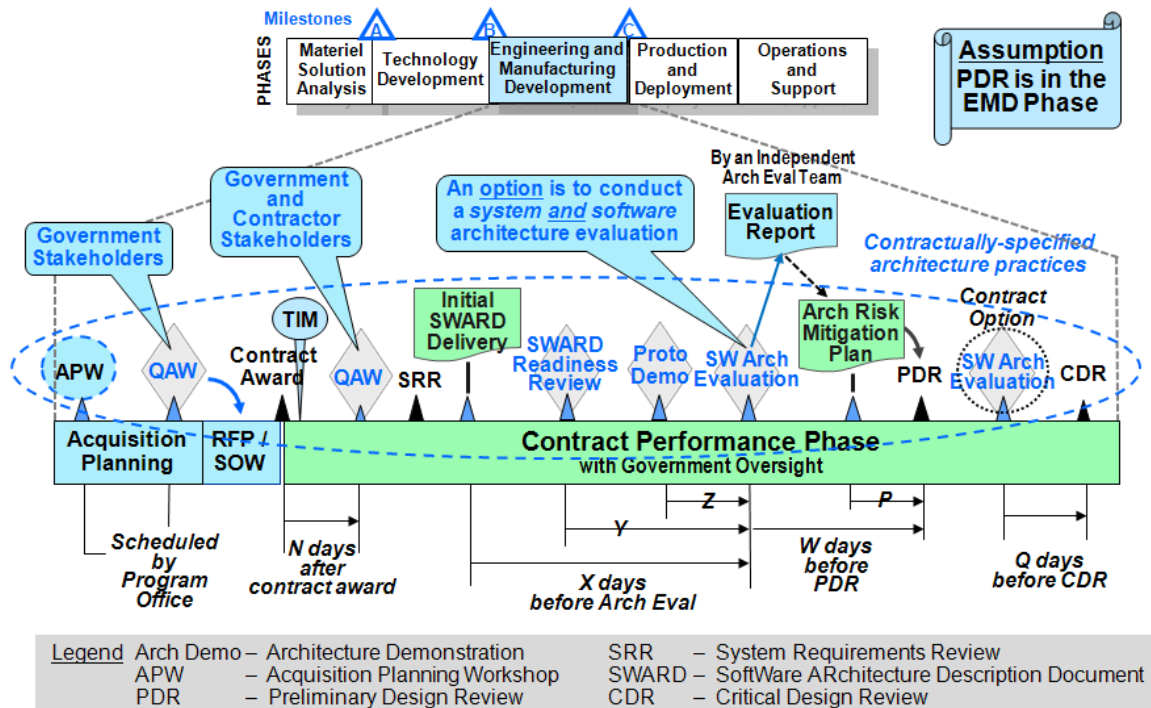 Milestones
A
B
C
PHASES
Materiel
Solution
Analysis
Technology
Development
Engineering and
Manufacturing
Development
Production
and
Deployment
Operations
and
Support
Assumption
PDR is in the
EMD Phase
Government
Stakeholders
Government
and
Contractor
Stakeholders
An option is to conduct
a system and software
architecture evaluation
By an Independent
Arch Eval Team
Evaluation
Report
Contractually-specified
architecture practices
APW
QAW
Contract
Award
TIM
QAW
SRR
Initial
SWARD
Delivery
SWARD
Readiness
Review
Proto
Demo
SW Arch
Evaluation
Arch Risk
Mitigation
Plan
PDR
Contract
Option
SW Arch
Evaluation
CDR
Acquisition
Planning
RFP /
SOW
Contract Performance Phase
with Government Oversight
Scheduled
by
Program
Office
N days
after
contract award
X days
before Arch Eval
Y
Z
P
W days
before
PDR
Q days
before CDR
Legend Arch Demo – Architecture Demonstration
APW – Acquisition Planning Workshop
PDR – Preliminary Design Review
SRR – System Requirements Review
SWARD – SoftWare ARchitecture Description Document
CDR – Critical Design Review